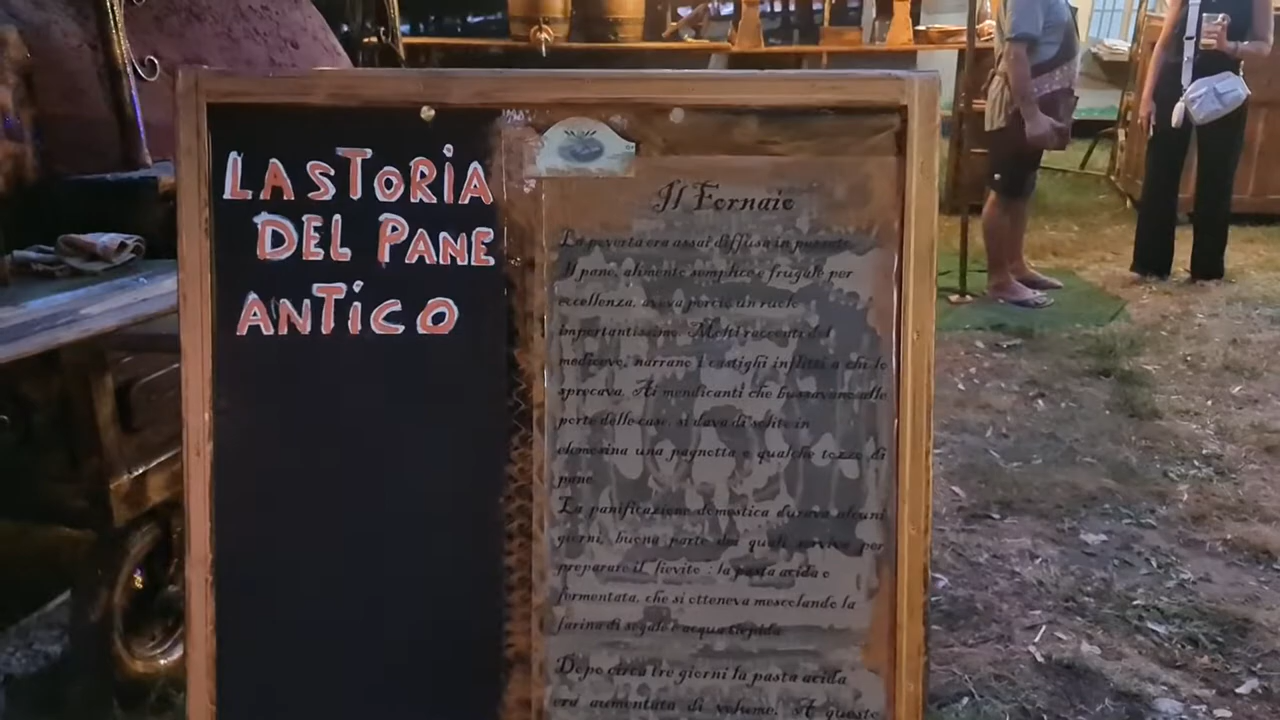 LA STORIA
DEL PANE
ANTICO
Il Fornaio
La povertà era assai diffusa in passato.
Il pane, alimento semplice e frugale per
eccellenza, aveva perciò un ruolo
importantissimo. Molti racconti del
medioevo, narrano i castighi inflitti a chi lo
sprecava. Ai mendicanti che bussavano alle
porte delle case, si dava di solito in
elemosina una pagnotta e qualche tozzo di
pane.
La panificazione domestica durava alcuni
giorni, buona parte dei quali serviva per
preparare il lievito : la pasta acida o
fermentata, che si otteneva mescolando la
farina di segale e acqua tiepida.
Dopo circa tre giorni la pasta acida
era aumentata di volume. A questo